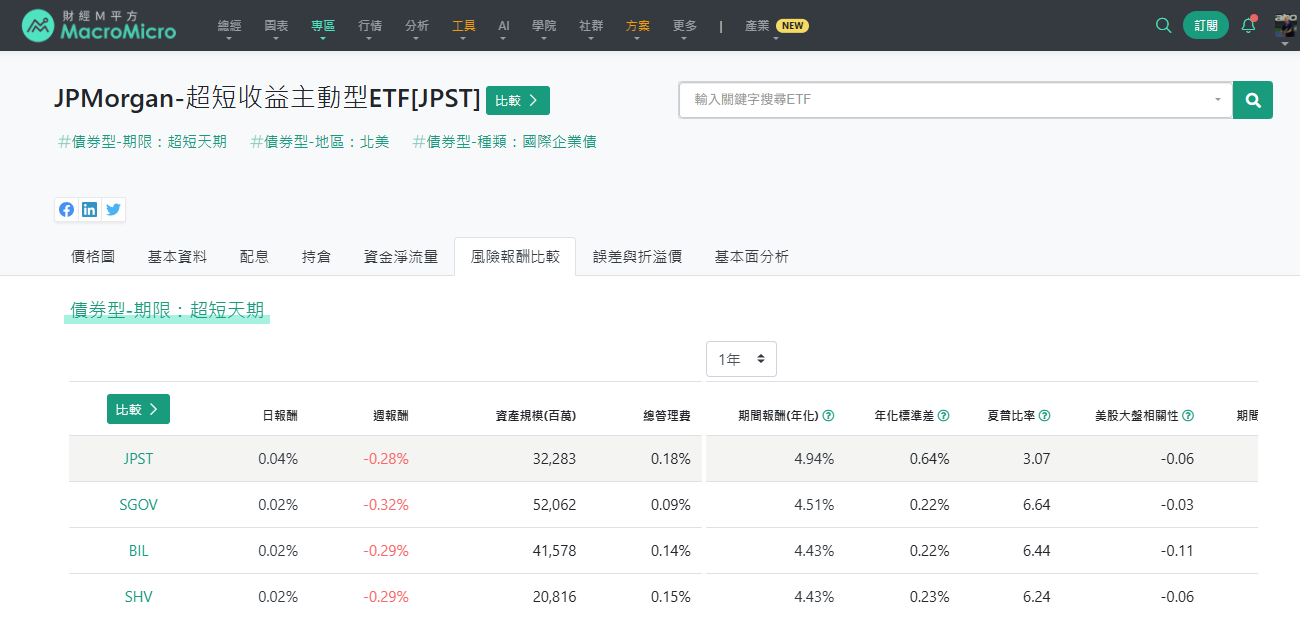 財經M平方
MacroMicro
總經 圖表 專區 行情 分析 工具 AI 學院 社群 方案 更多 | 產業 NEW
訂閱
JPMorgan-超短收益主動型ETF[JPST] 比較
輸入關鍵字搜尋ETF
#債券型-期限：超短天期 #債券型-地區：北美 #債券型-種類：國際企業債
價格圖 基本資料 配息 持倉 資金淨流量 風險報酬比較 誤差與折溢價 基本面分析
債券型-期限：超短天期
1年
比較 日報酬 週報酬 資產規模(百萬) 總管理費 期間報酬(年化) 年化標準差 夏普比率 美股大盤相關性 期間
JPST 0.04% -0.28% 32,283 0.18% 4.94% 0.64% 3.07 -0.06
SGOV 0.02% -0.32% 52,062 0.09% 4.51% 0.22% 6.64 -0.03
BIL 0.02% -0.29% 41,578 0.14% 4.43% 0.22% 6.44 -0.11
SHV 0.02% -0.29% 20,816 0.15% 4.43% 0.23% 6.24 -0.06